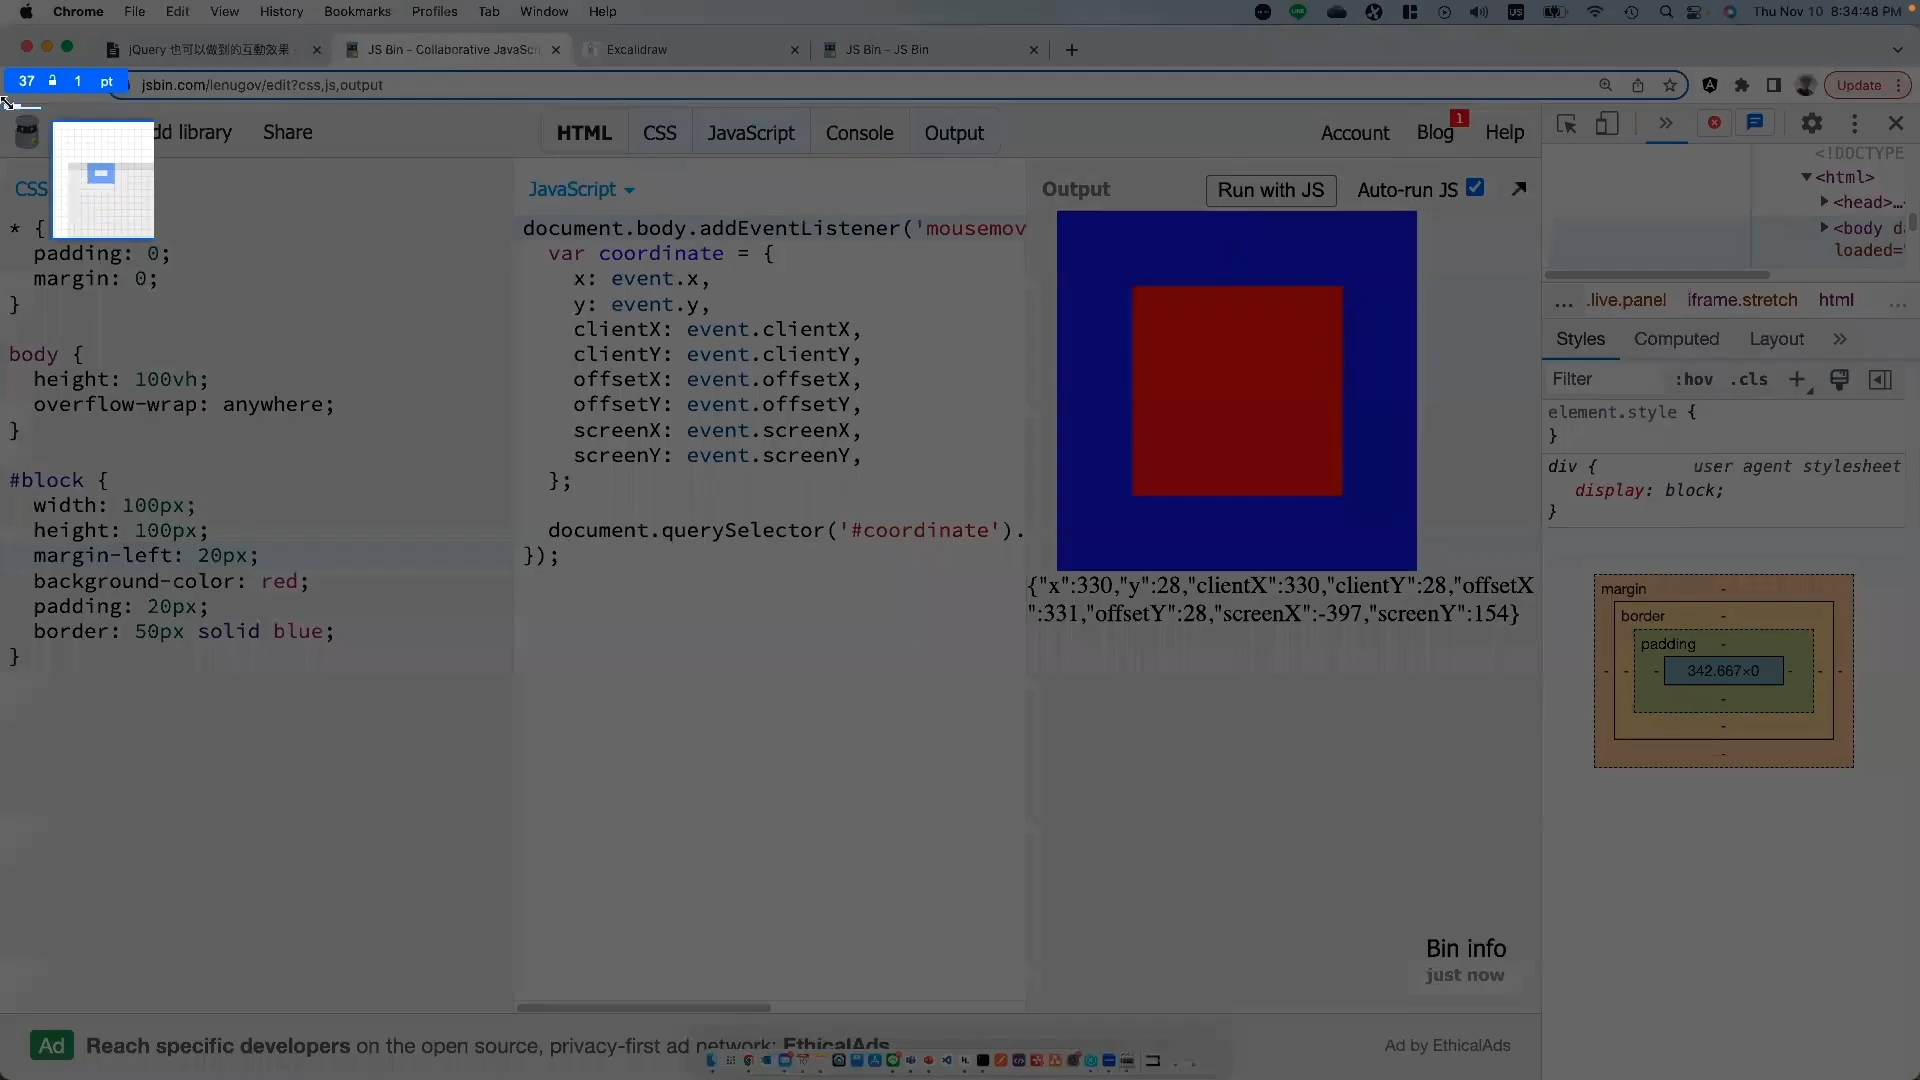 Chrome File Edit View History Bookmarks Profiles Tab Window Help
US Thu Nov 10 8:34:48 PM
jQuery 也可以做到的互動效果
JS Bin - Collaborative JavaScri
Excalidraw
JS Bin - JS Bin
37 1 pt
jsbin.com/lenugov/edit?css,js,output
Update
dd library Share
HTML CSS JavaScript Console Output
Account Blog 1 Help
CSS
* {
padding: 0;
margin: 0;
}
body {
height: 100vh;
overflow-wrap: anywhere;
}
#block {
width: 100px;
height: 100px;
margin-left: 20px;
background-color: red;
padding: 20px;
border: 50px solid blue;
}
JavaScript
document.body.addEventListener('mousemov
var coordinate = {
x: event.x,
y: event.y,
clientX: event.clientX,
clientY: event.clientY,
offsetX: event.offsetX,
offsetY: event.offsetY,
screenX: event.screenX,
screenY: event.screenY,
};
document.querySelector('#coordinate').
});
Output Run with JS Auto-run JS
{"x":330,"y":28,"clientX":330,"clientY":28,"offsetX
":331,"offsetY":28,"screenX":-397,"screenY":154}
Bin info
just now
<!DOCTYPE
<html>
<head>…
<body d
loaded="
… .live.panel iframe.stretch html …
Styles Computed Layout
Filter :hov .cls
element.style {
}
div { user agent stylesheet
display: block;
}
margin -
border -
padding -
- - - 342.667×0 - - -
-
-
-
Ad Reach specific developers on the open source, privacy-first ad network: EthicalAds
Ad by EthicalAds